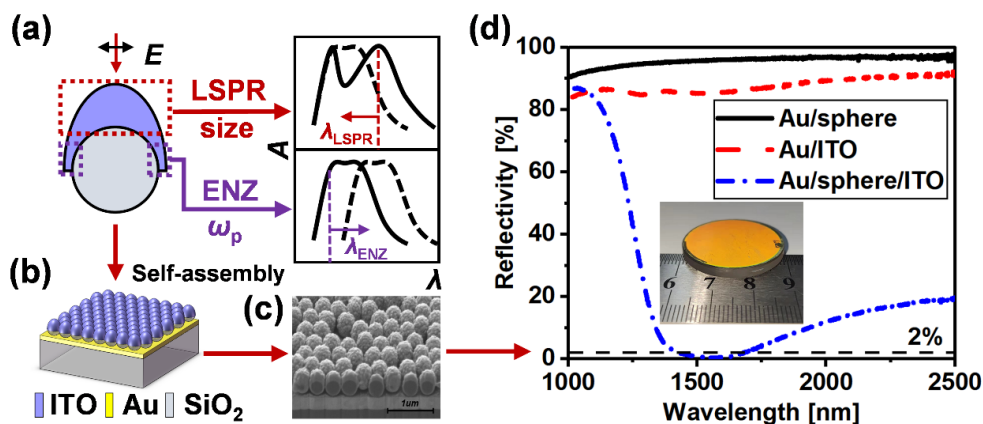 (a)
E
LSPR
size
ENZ
ωp
A
λLSPR
λENZ
λ
Self-assembly
(b)
ITO Au SiO2
(c)
1um
(d)
Reflectivity [%]
100
80
60
40
20
0
Au/sphere
Au/ITO
Au/sphere/ITO
6 7 8 9
2%
1000 1500 2000 2500
Wavelength [nm]